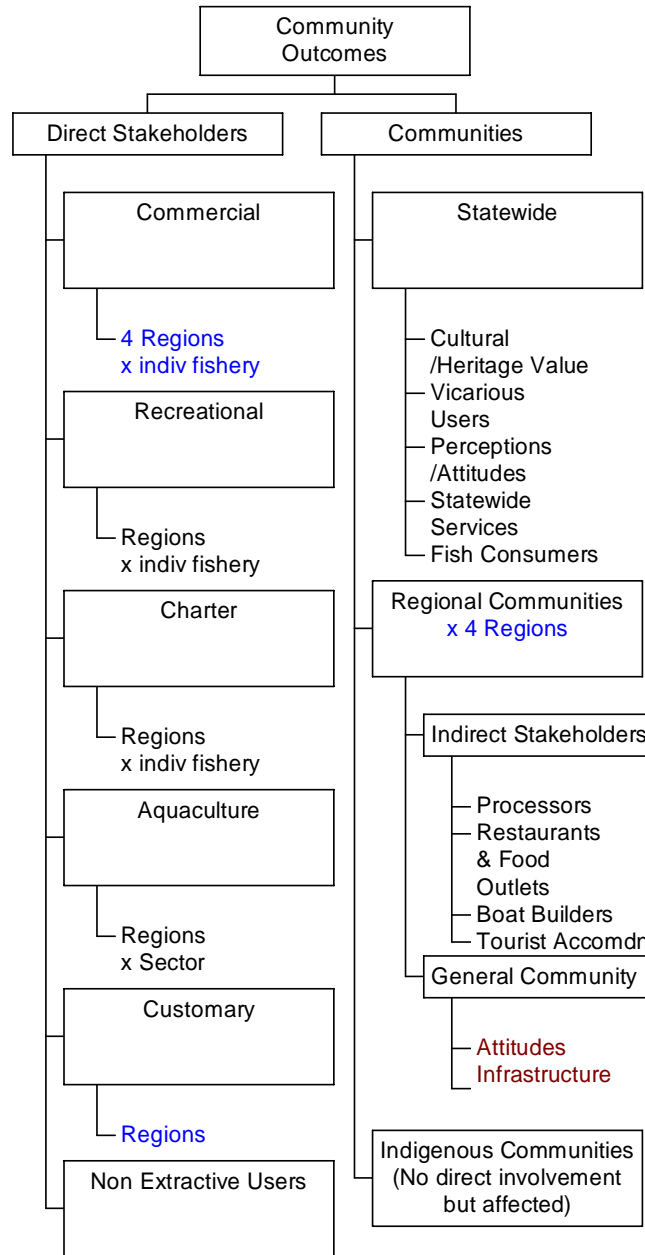 Community
Outcomes
Direct Stakeholders
Commercial
4 Regions
x indiv fishery
Recreational
Regions
x indiv fishery
Charter
Regions
x indiv fishery
Aquaculture
Regions
x Sector
Customary
Regions
Non Extractive Users
Communities
Statewide
Cultural
/Heritage Value
Vicarious
Users
Perceptions
/Attitudes
Statewide
Services
Fish Consumers
Regional Communities
x 4 Regions
Indirect Stakeholders
Processors
Restaurants
& Food
Outlets
Boat Builders
Tourist Accomdn
General Community
Attitudes
Infrastructure
Indigenous Communities
(No direct involvement
but affected)